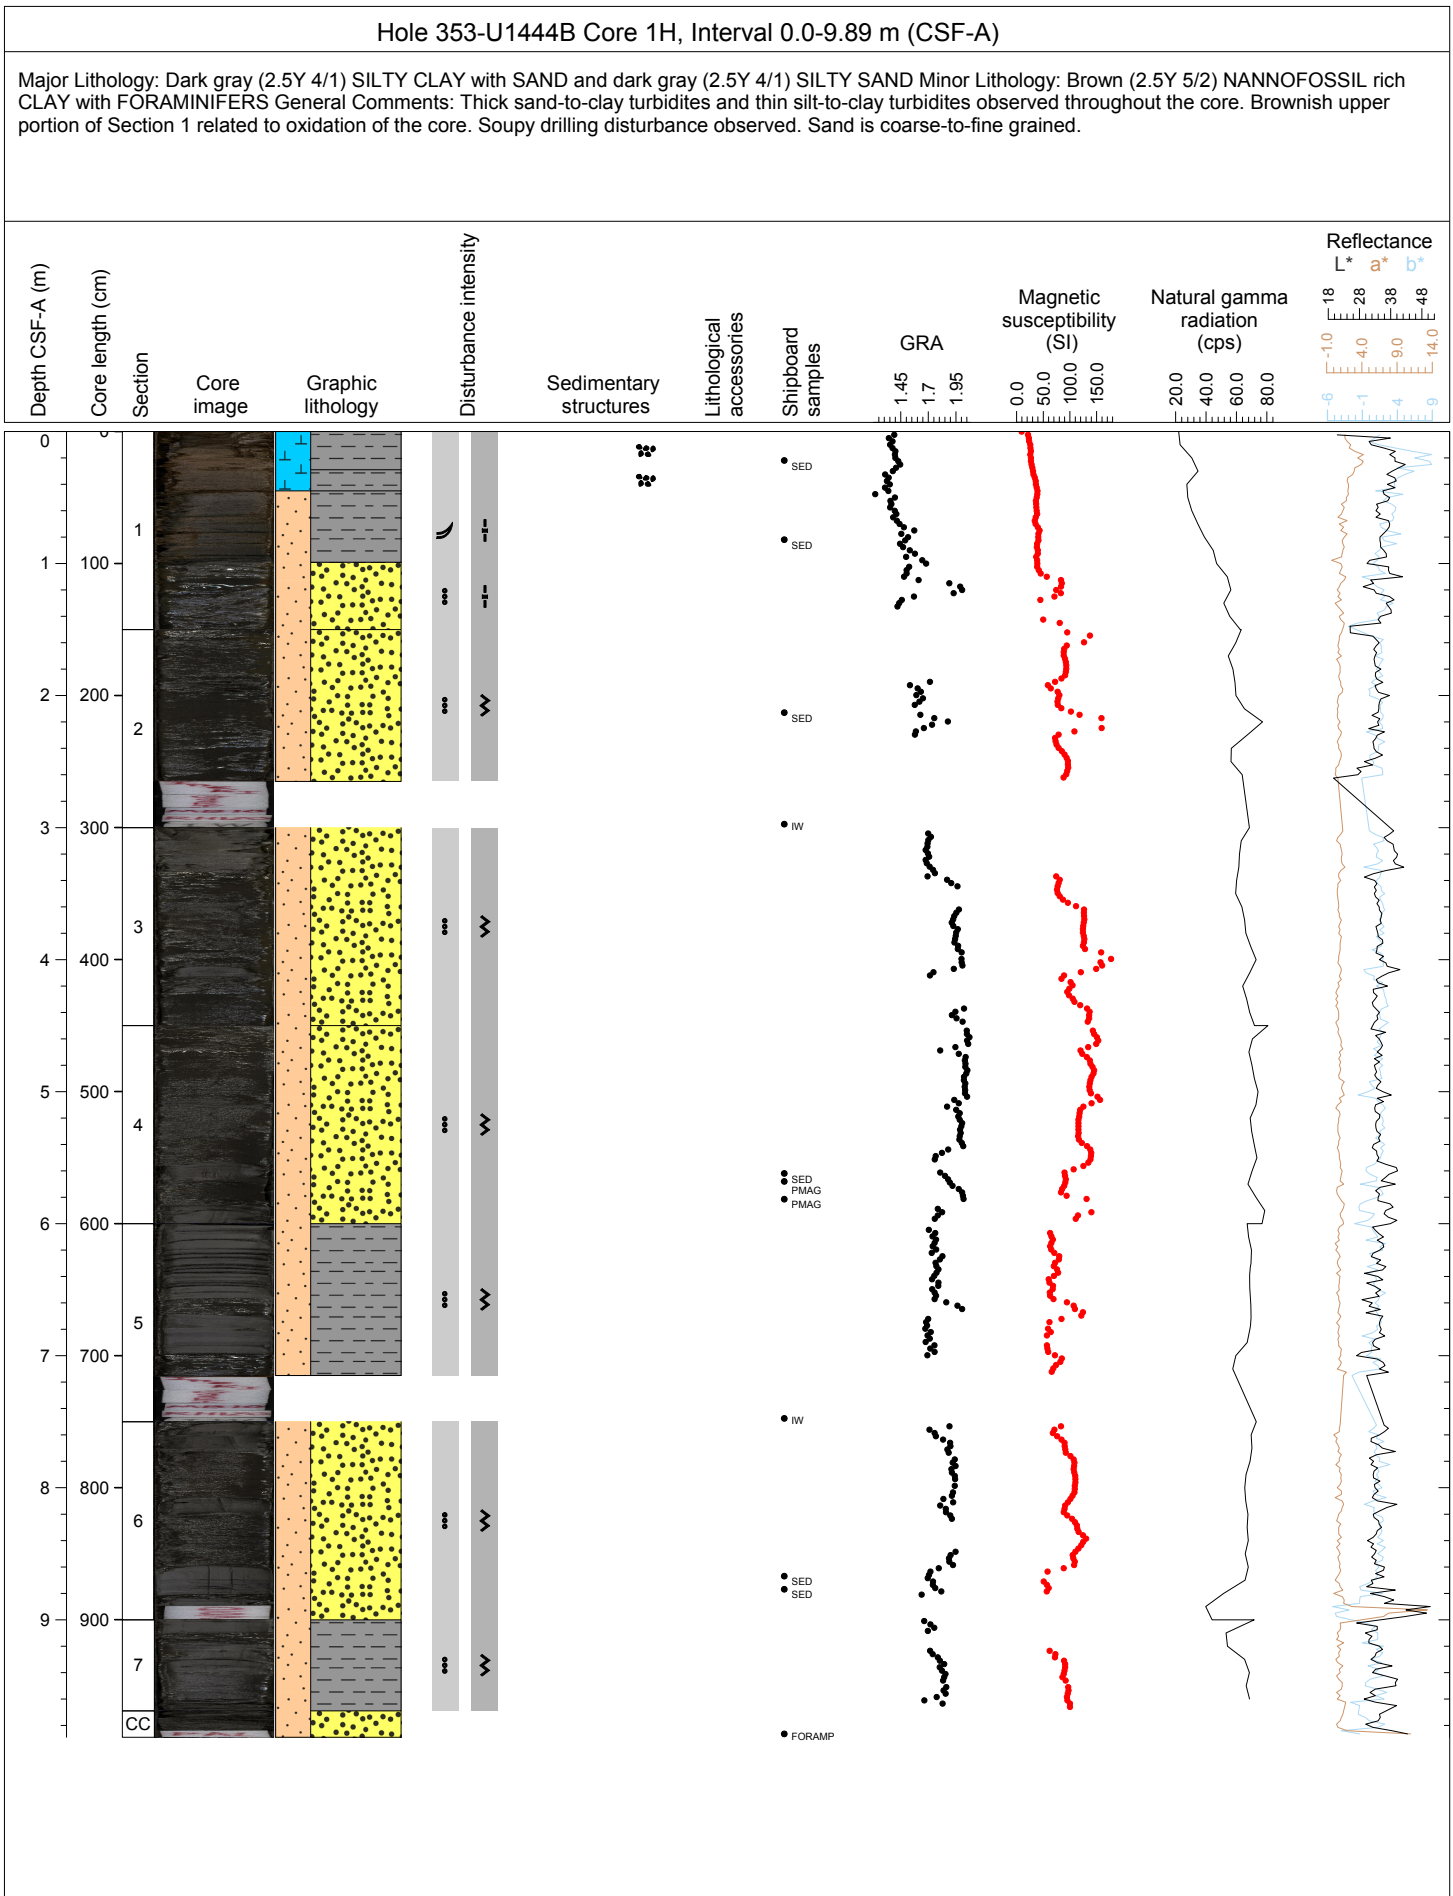 Hole 353-U1444B Core 1H, Interval 0.0-9.89 m (CSF-A)
Major Lithology: Dark gray (2.5Y 4/1) SILTY CLAY with SAND and dark gray (2.5Y 4/1) SILTY SAND Minor Lithology: Brown (2.5Y 5/2) NANNOFOSSIL rich
CLAY with FORAMINIFERS General Comments: Thick sand-to-clay turbidites and thin silt-to-clay turbidites observed throughout the core. Brownish upper
portion of Section 1 related to oxidation of the core. Soupy drilling disturbance observed. Sand is coarse-to-fine grained.
Depth CSF-A (m)
Core length (cm)
Section
Core
image
Graphic
lithology
Disturbance intensity
Sedimentary
structures
Lithological
accessories
Shipboard
samples
GRA
1.45
1.7
1.95
Magnetic
susceptibility
(SI)
0.0
50.0
100.0
150.0
Natural gamma
radiation
(cps)
20.0
40.0
60.0
80.0
Reflectance
L* a* b*
18
28
38
48
-1.0
4.0
9.0
14.0
-6
-1
4
9
0
1
2
3
4
5
6
7
8
9
0
100
200
300
400
500
600
700
800
900
1
2
3
4
5
6
7
CC
SED
SED
SED
IW
SED
PMAG
PMAG
IW
SED
SED
FORAMP